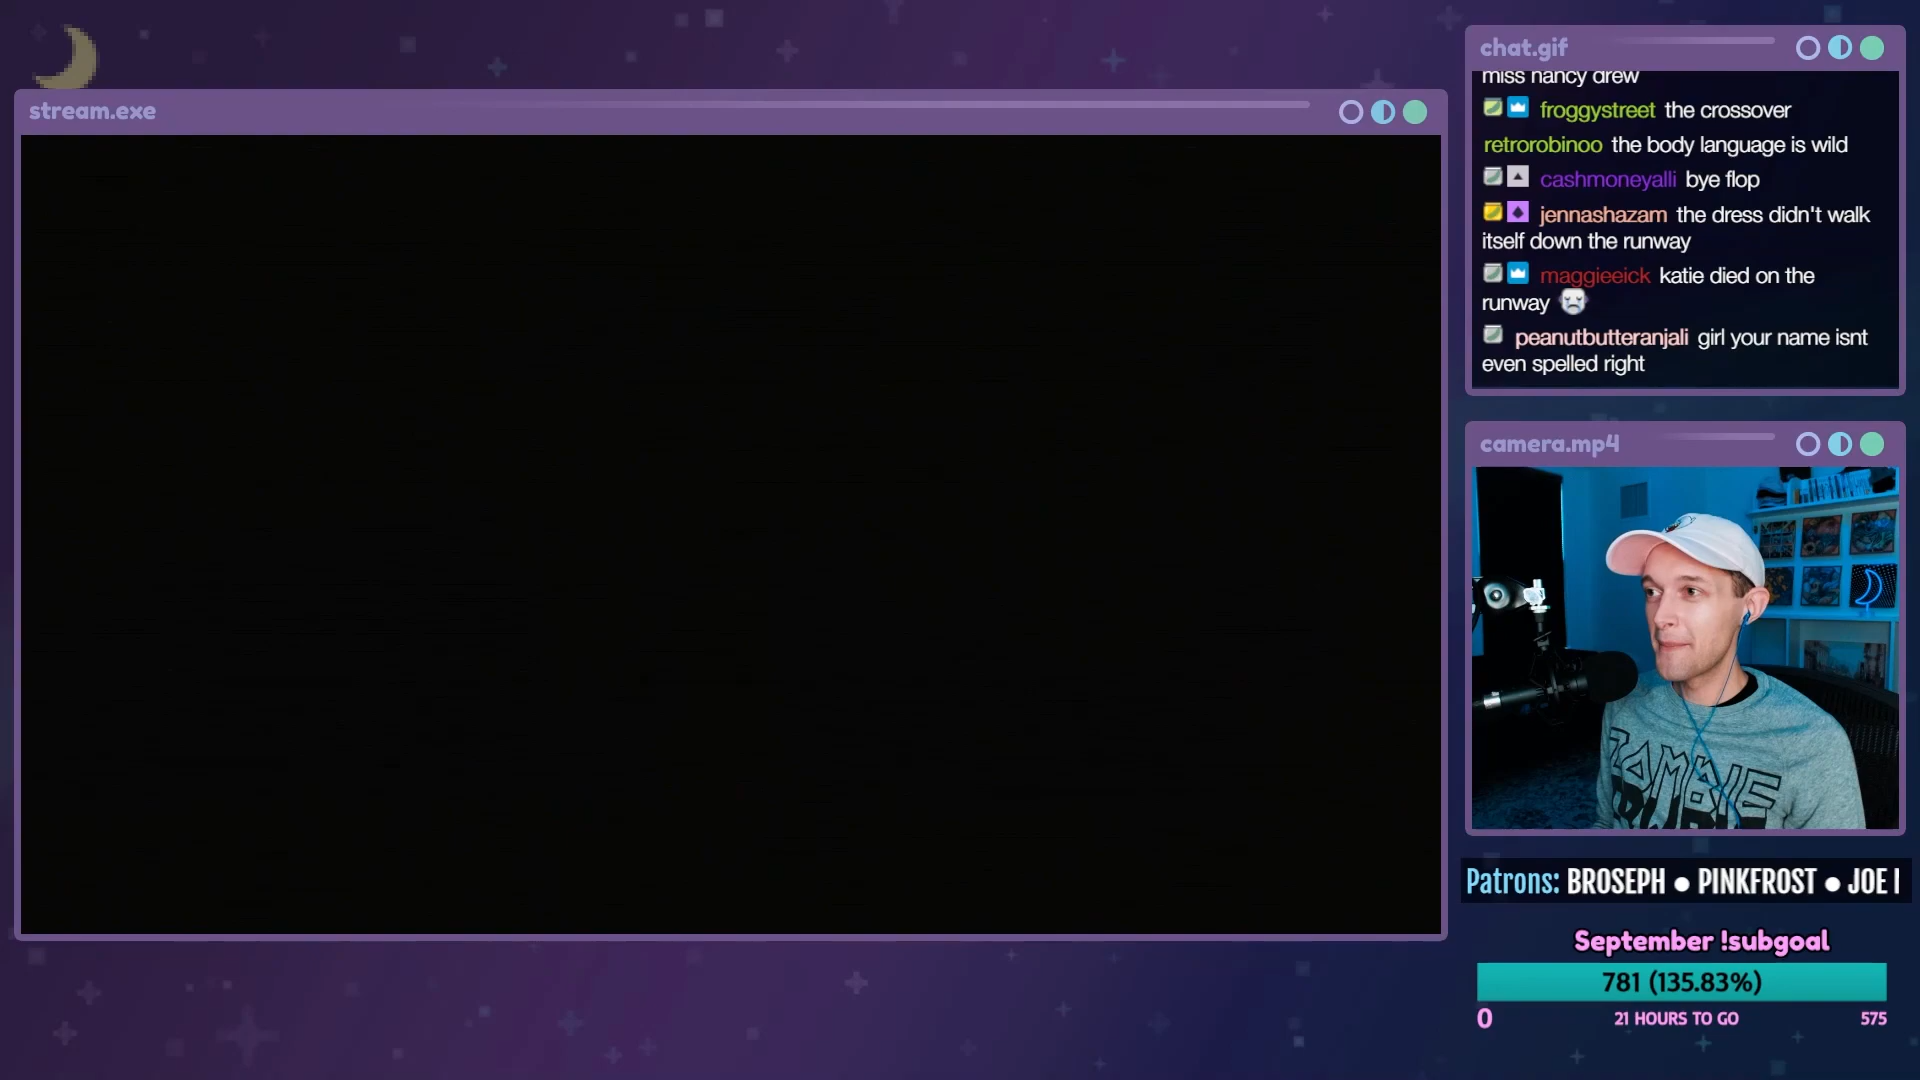 stream.exe
chat.gif
miss nancy drew
froggystreet the crossover
retrorobinoo the body language is wild
cashmoneyalli bye flop
jennashazam the dress didn't walk
itself down the runway
maggieeick katie died on the
runway
peanutbutteranjali girl your name isnt
even spelled right
camera.mp4
ZOMBIE
Patrons: BROSEPH ● PINKFROST ● JOE
September !subgoal
781 (135.83%)
0
21 HOURS TO GO
575